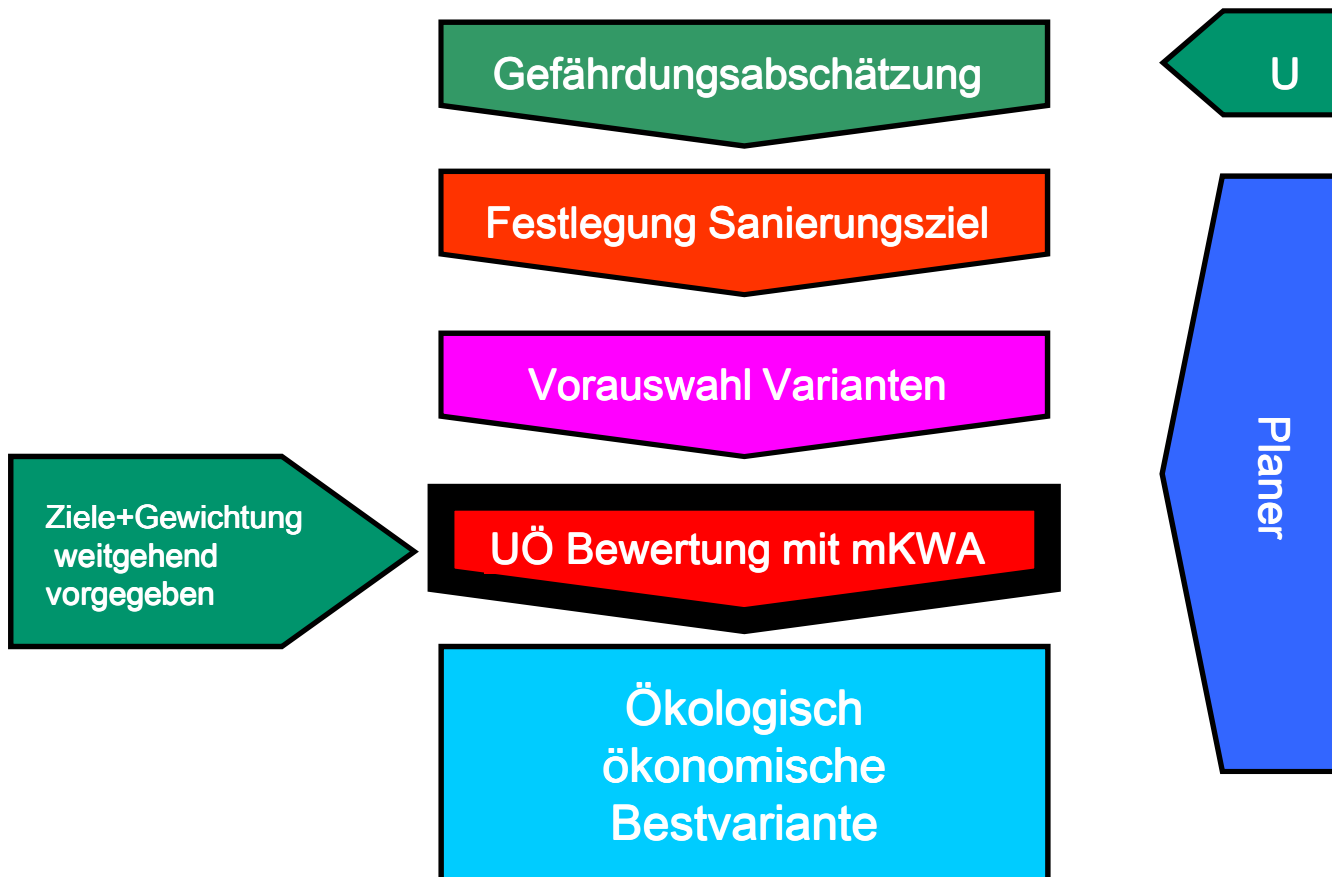 Gefährdungsabschätzung
U
Festlegung Sanierungsziel
Vorauswahl Varianten
Planer
Ziele+Gewichtung
weitgehend
vorgegeben
UÖ Bewertung mit mKWA
Ökologisch
ökonomische
Bestvariante